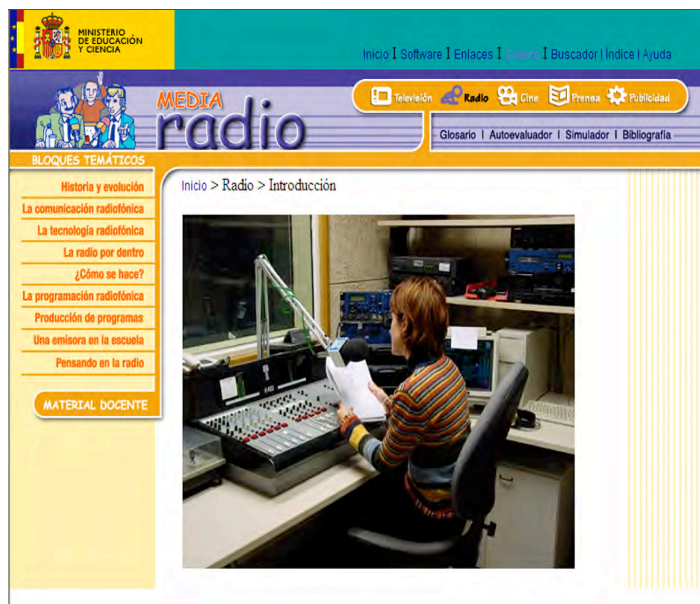 MINISTERIO
DE EDUCACIÓN
Y CIENCIA
Inicio I Software I Enlaces I Galería I Buscador I Índice I Ayuda
MEDIA
radio
Televisión Radio Cine Prensa Publicidad
Glosario I Autoevaluador I Simulador I Bibliografía
BLOQUES TEMÁTICOS
Historia y evolución
La comunicación radiofónica
La tecnología radiofónica
La radio por dentro
¿Cómo se hace?
La programación radiofónica
Producción de programas
Una emisora en la escuela
Pensando en la radio
MATERIAL DOCENTE
Inicio > Radio > Introducción